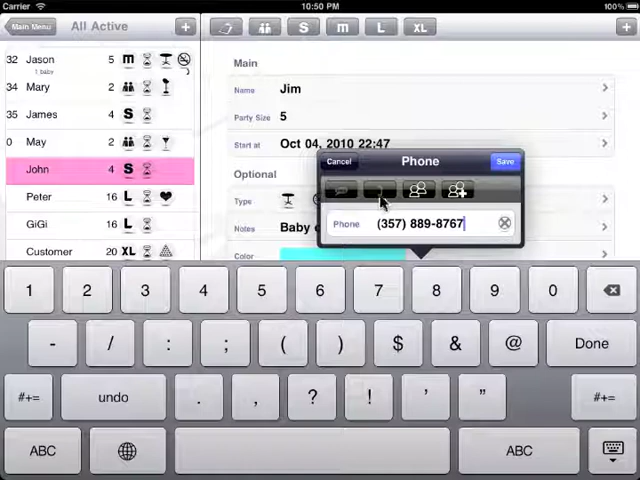 Carrier 10:50 PM 100%
Main Menu All Active + S m L XL +
32 Jason 5 m
1 baby
34 Mary 2
35 James 4 S
0 May 2
John 4 S
Peter 16 L
GiGi 16 L
Customer 20 XL
Main
Name Jim
Party Size 5
Start at Oct 04, 2010 22:47
Optional
Type
Notes Baby c
Color
Cancel Phone Save
Phone (357) 889-8767
1 2 3 4 5 6 7 8 9 0
- / : ; ( ) $ & @ Done
#+= undo . , ? ! ' " #+=
ABC ABC